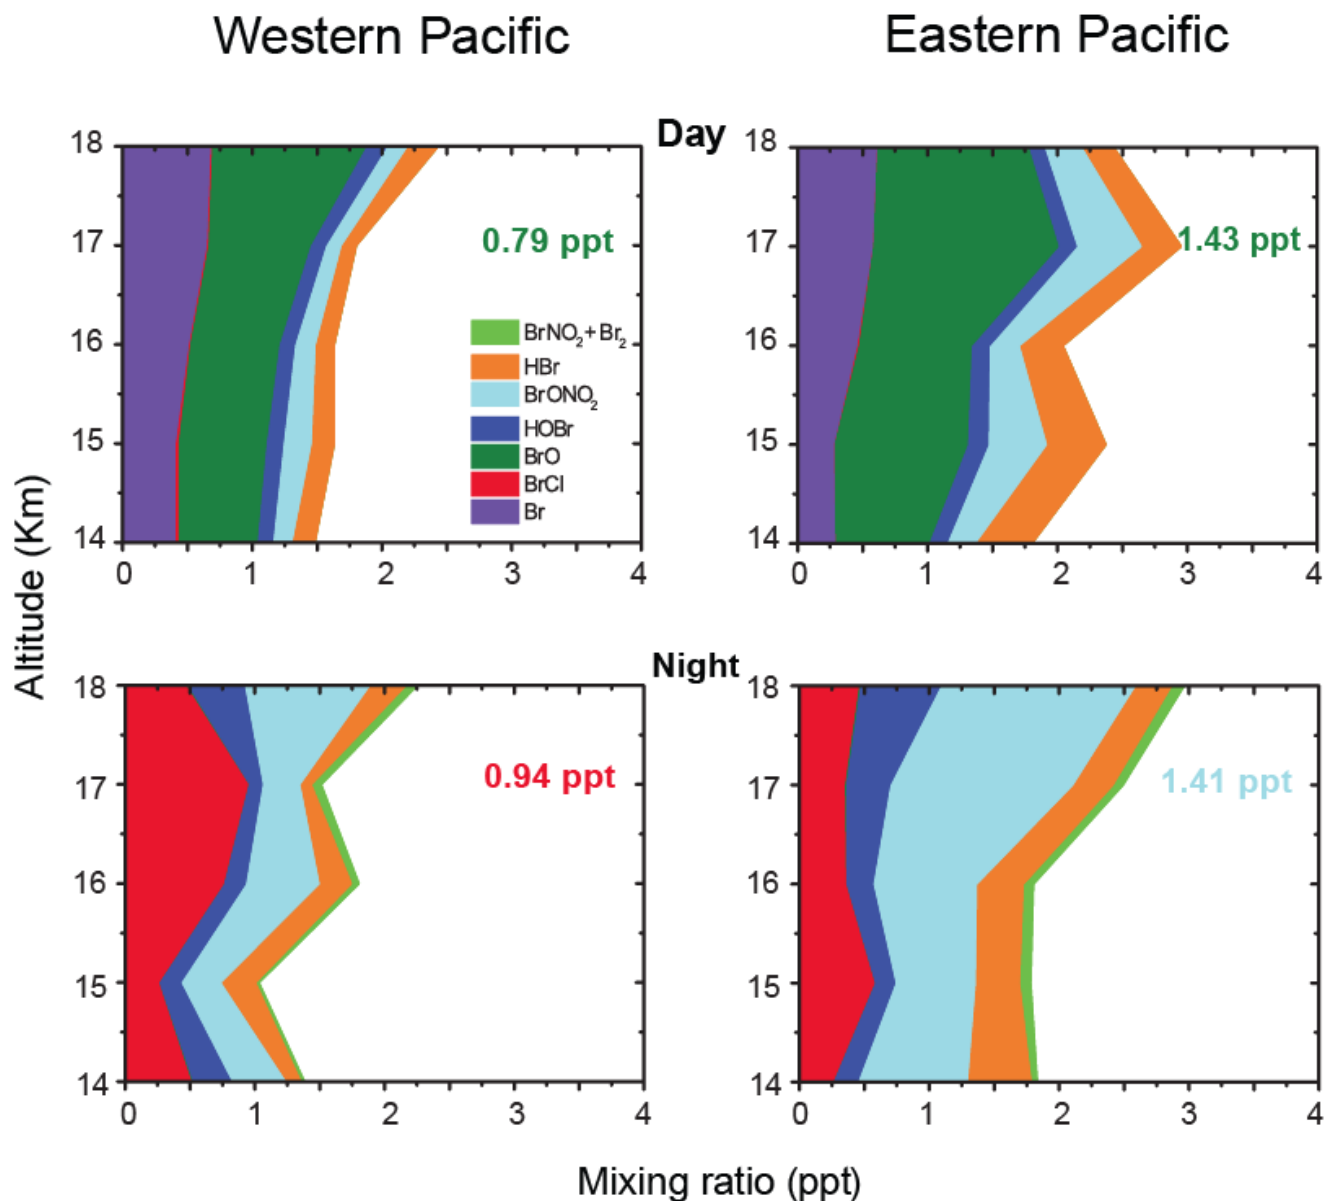 Western Pacific
Eastern Pacific
Day
18
17
16
15
14
0 1 2 3 4
0.79 ppt
BrNO₂+Br₂
HBr
BrONO₂
HOBr
BrO
BrCl
Br
18
17
16
15
14
0 1 2 3 4
1.43 ppt
Altitude (Km)
Night
18
17
16
15
14
0 1 2 3 4
0.94 ppt
18
17
16
15
14
0 1 2 3 4
1.41 ppt
Mixing ratio (ppt)